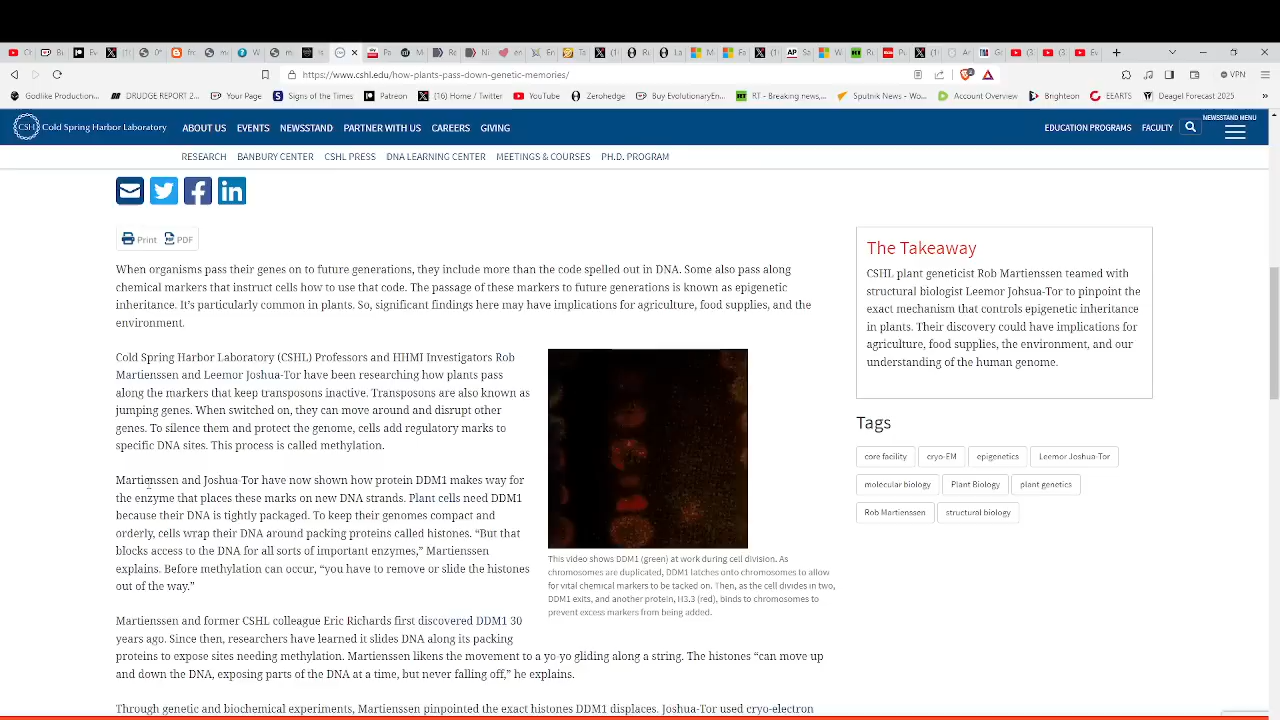 https://www.cshl.edu/how-plants-pass-down-genetic-memories/
VPN
Godlike Production...
DRUDGE REPORT 2...
Your Page
Signs of the Times
Patreon
(16) Home / Twitter
YouTube
Zerohedge
Buy EvolutionaryEn...
RT - Breaking news,...
Sputnik News - Wo...
Account Overview
Brighteon
EEARTS
Deagel Forecast 2025
CSH Cold Spring Harbor Laboratory
ABOUT US
EVENTS
NEWSSTAND
PARTNER WITH US
CAREERS
GIVING
EDUCATION PROGRAMS
FACULTY
NEWSSTAND MENU
RESEARCH
BANBURY CENTER
CSHL PRESS
DNA LEARNING CENTER
MEETINGS & COURSES
PH.D. PROGRAM
Print
PDF
When organisms pass their genes on to future generations, they include more than the code spelled out in DNA. Some also pass along
chemical markers that instruct cells how to use that code. The passage of these markers to future generations is known as epigenetic
inheritance. It's particularly common in plants. So, significant findings here may have implications for agriculture, food supplies, and the
environment.
Cold Spring Harbor Laboratory (CSHL) Professors and HHMI Investigators Rob
Martienssen and Leemor Joshua-Tor have been researching how plants pass
along the markers that keep transposons inactive. Transposons are also known as
jumping genes. When switched on, they can move around and disrupt other
genes. To silence them and protect the genome, cells add regulatory marks to
specific DNA sites. This process is called methylation.
Martienssen and Joshua-Tor have now shown how protein DDM1 makes way for
the enzyme that places these marks on new DNA strands. Plant cells need DDM1
because their DNA is tightly packaged. To keep their genomes compact and
orderly, cells wrap their DNA around packing proteins called histones. “But that
blocks access to the DNA for all sorts of important enzymes,” Martienssen
explains. Before methylation can occur, “you have to remove or slide the histones
out of the way.”
This video shows DDM1 (green) at work during cell division. As
chromosomes are duplicated, DDM1 latches onto chromosomes to allow
for vital chemical markers to be tacked on. Then, as the cell divides in two,
DDM1 exits, and another protein, H3.3 (red), binds to chromosomes to
prevent excess markers from being added.
Martienssen and former CSHL colleague Eric Richards first discovered DDM1 30
years ago. Since then, researchers have learned it slides DNA along its packing
proteins to expose sites needing methylation. Martienssen likens the movement to a yo-yo gliding along a string. The histones “can move up
and down the DNA, exposing parts of the DNA at a time, but never falling off,” he explains.
Through genetic and biochemical experiments, Martienssen pinpointed the exact histones DDM1 displaces. Joshua-Tor used cryo-electron
The Takeaway
CSHL plant geneticist Rob Martienssen teamed with
structural biologist Leemor Johsua-Tor to pinpoint the
exact mechanism that controls epigenetic inheritance
in plants. Their discovery could have implications for
agriculture, food supplies, the environment, and our
understanding of the human genome.
Tags
core facility
cryo-EM
epigenetics
Leemor Joshua-Tor
molecular biology
Plant Biology
plant genetics
Rob Martienssen
structural biology